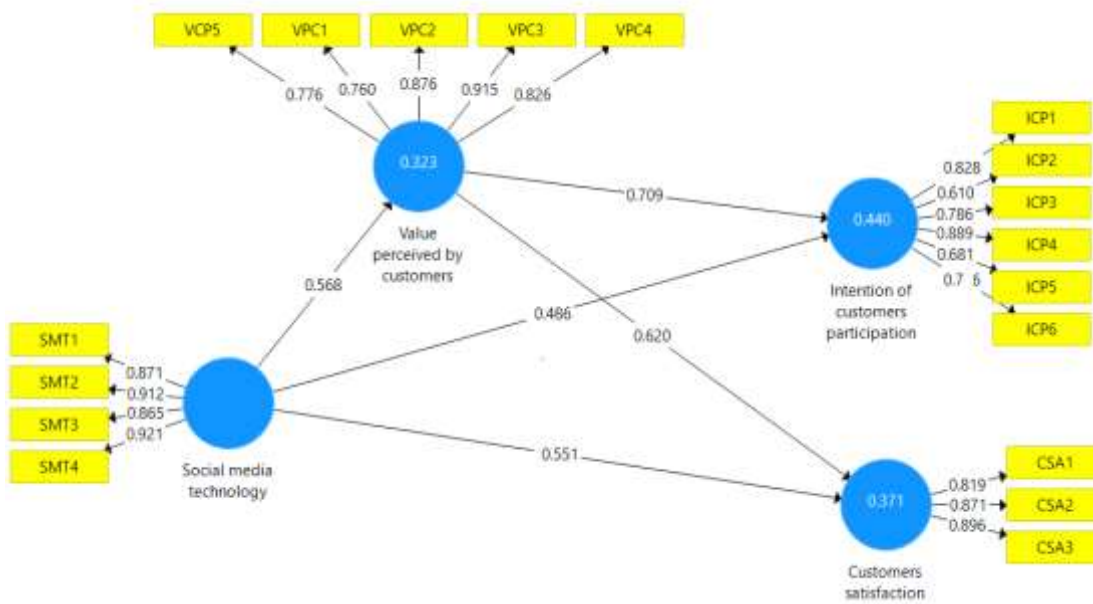 VCP5 VPC1 VPC2 VPC3 VPC4
0.776 0.760 0.876 0.915 0.826
0.323
Value
perceived by
customers
0.709
0.568
0.486
0.620
0.551
ICP1
ICP2
ICP3
ICP4
ICP5
ICP6
0.828
0.610
0.786
0.889
0.681
0.440
Intention of
customers
participation
SMT1
SMT2
SMT3
SMT4
0.871
0.912
0.865
0.921
Social media
technology
CSA1
CSA2
CSA3
0.819
0.871
0.896
0.371
Customers
satisfaction